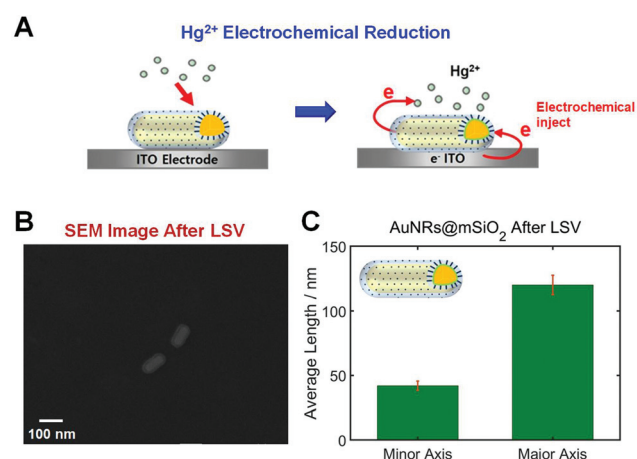 A
Hg²⁺ Electrochemical Reduction
ITO Electrode
Hg²⁺
e
e
Electrochemical
inject
e⁻ ITO
B
SEM Image After LSV
100 nm
C
AuNRs@mSiO₂ After LSV
Average Length / nm
150
100
50
0
Minor Axis
Major Axis